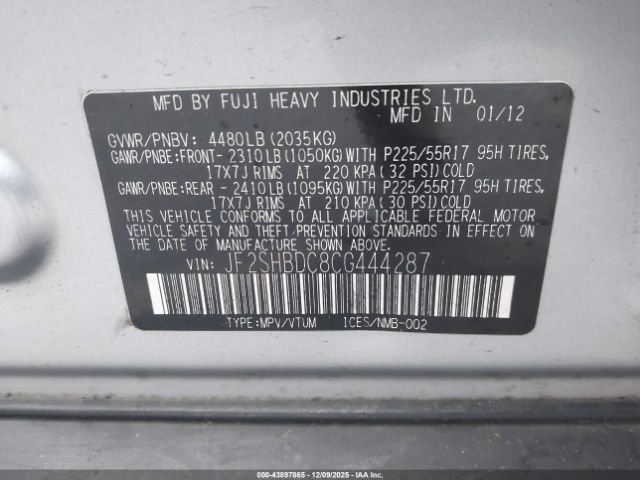 MFD BY FUJI HEAVY INDUSTRIES LTD.
MFD IN 01/12
GVWR/PNBV: 4480LB (2035KG)
GAWR/PNBE:FRONT- 2310LB (1050KG) WITH P225/55R17 95H TIRES,
17X7J RIMS AT 220 KPA ( 32 PSI) COLD
GAWR/PNBE:REAR - 2410LB (1095KG) WITH P225/55R17 95H TIRES,
17X7J RIMS AT 210 KPA ( 30 PSI) COLD
THIS VEHICLE CONFORMS TO ALL APPLICABLE FEDERAL MOTOR
VEHICLE SAFETY AND THEFT PREVENTION STANDARDS IN EFFECT
ON THE DATE OF MANUFACTURE SHOWN ABOVE.
VIN: JF2SHBDC8CG444287
TYPE:MPV/VTUM ICES/NMB-002
000-43897865 - 12/09/2025 - IAAI.com